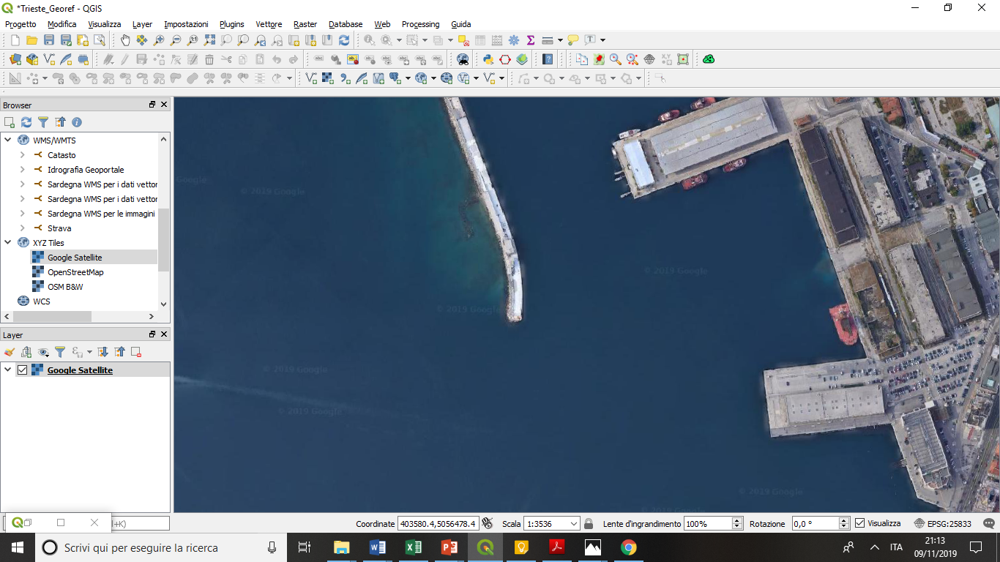 *Trieste_Georef - QGIS
Progetto Modifica Visualizza Layer Impostazioni Plugins Vettore Raster Database Web Processing Guida
Browser
WMS/WMTS
Catasto
Idrografia Geoportale
Sardegna WMS per i dati vettor
Sardegna WMS per i dati vettor
Sardegna WMS per le immagini
Strava
XYZ Tiles
Google Satellite
OpenStreetMap
OSM B&W
WCS
Layer
Google Satellite
Google
© 2019 Google
© 2019 Google
© 2019 Google
© 2019 Google
© 2019 Google
© 2019 Google
© 2019 Google
+K)
Coordinate 403580.4,5056478.4 Scala 1:3536 Lente d'ingrandimento 100% Rotazione 0,0 ° Visualizza EPSG:25833
Scrivi qui per eseguire la ricerca
ITA
21:13
09/11/2019